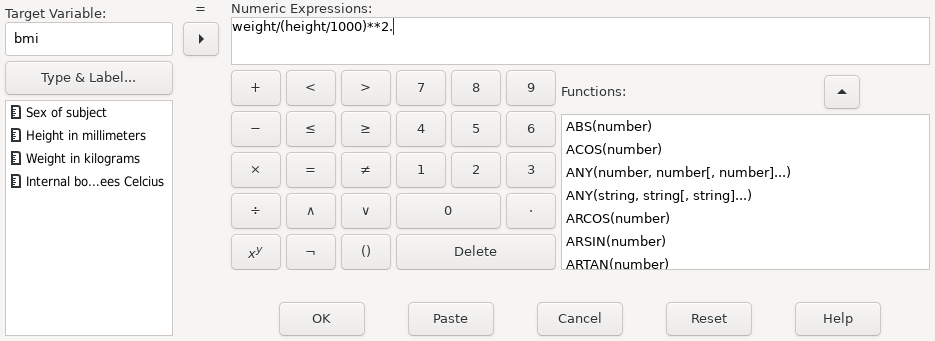 Target Variable:
=
Numeric Expressions:
bmi
weight/(height/1000)**2.
Type & Label...
Sex of subject
Height in millimeters
Weight in kilograms
Internal bo...ees Celcius
+ < > 7 8 9
− ≤ ≥ 4 5 6
× = ≠ 1 2 3
÷ ∧ ∨ 0 ·
xʸ ¬ () Delete
Functions:
ABS(number)
ACOS(number)
ANY(number, number[, number]...)
ANY(string, string[, string]...)
ARCOS(number)
ARSIN(number)
ARTAN(number)
OK Paste Cancel Reset Help